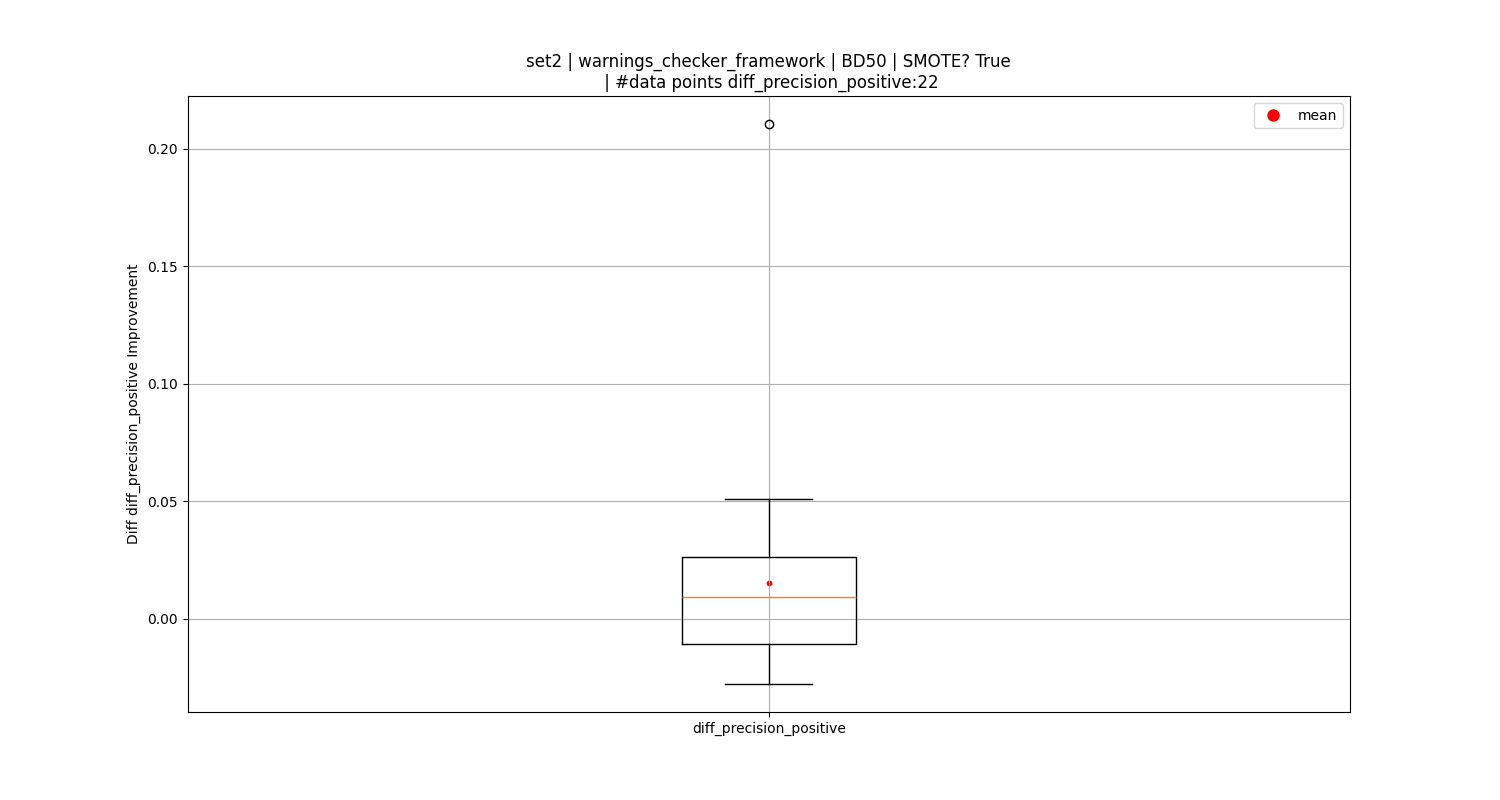 set2 | warnings_checker_framework | BD50 | SMOTE? True
| #data points diff_precision_positive:22
mean
0.20
0.15
0.10
0.05
0.00
Diff diff_precision_positive Improvement
diff_precision_positive